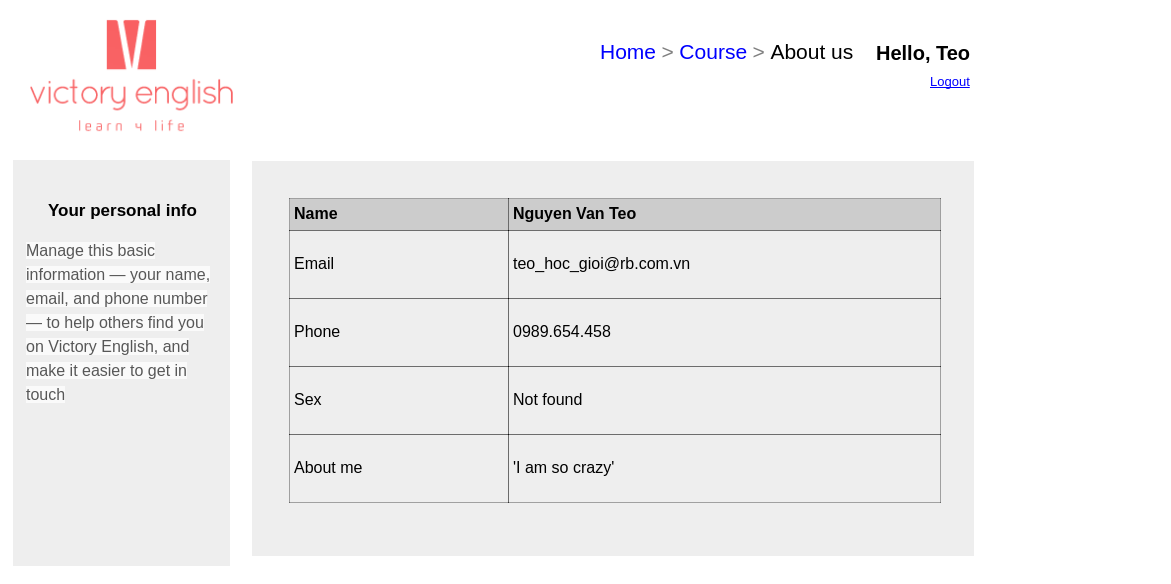 victory english
learn 4 life
Home > Course > About us
Hello, Teo
Logout
Your personal info
Manage this basic
information — your name,
email, and phone number
— to help others find you
on Victory English, and
make it easier to get in
touch
Name Nguyen Van Teo
Email teo_hoc_gioi@rb.com.vn
Phone 0989.654.458
Sex Not found
About me 'I am so crazy'